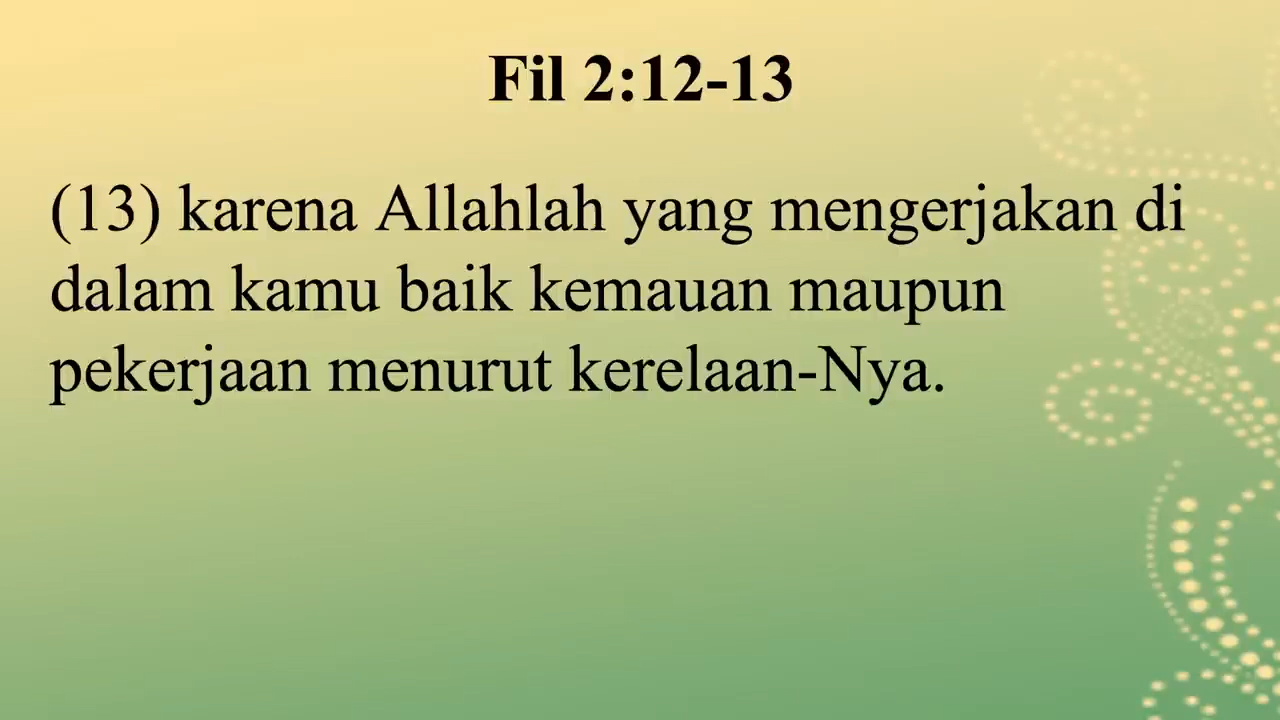 Fil 2:12-13
(13) karena Allahlah yang mengerjakan di
dalam kamu baik kemauan maupun
pekerjaan menurut kerelaan-Nya.